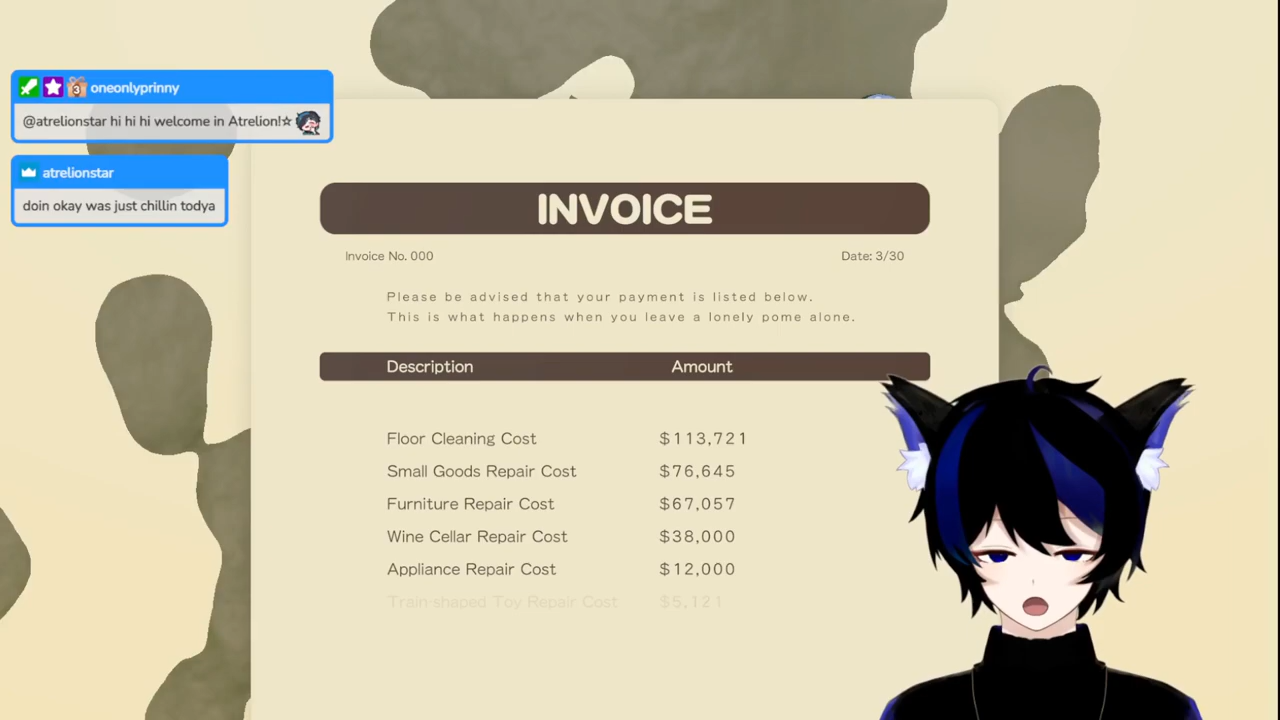 3 oneonlyprinny
@atrelionstar hi hi hi welcome in Atrelion!☆
atrelionstar
doin okay was just chillin todya
INVOICE
Invoice No. 000 Date: 3/30
Please be advised that your payment is listed below.
This is what happens when you leave a lonely pome alone.
Description Amount
Floor Cleaning Cost $113,721
Small Goods Repair Cost $76,645
Furniture Repair Cost $67,057
Wine Cellar Repair Cost $38,000
Appliance Repair Cost $12,000
Train-shaped Toy Repair Cost $5,121